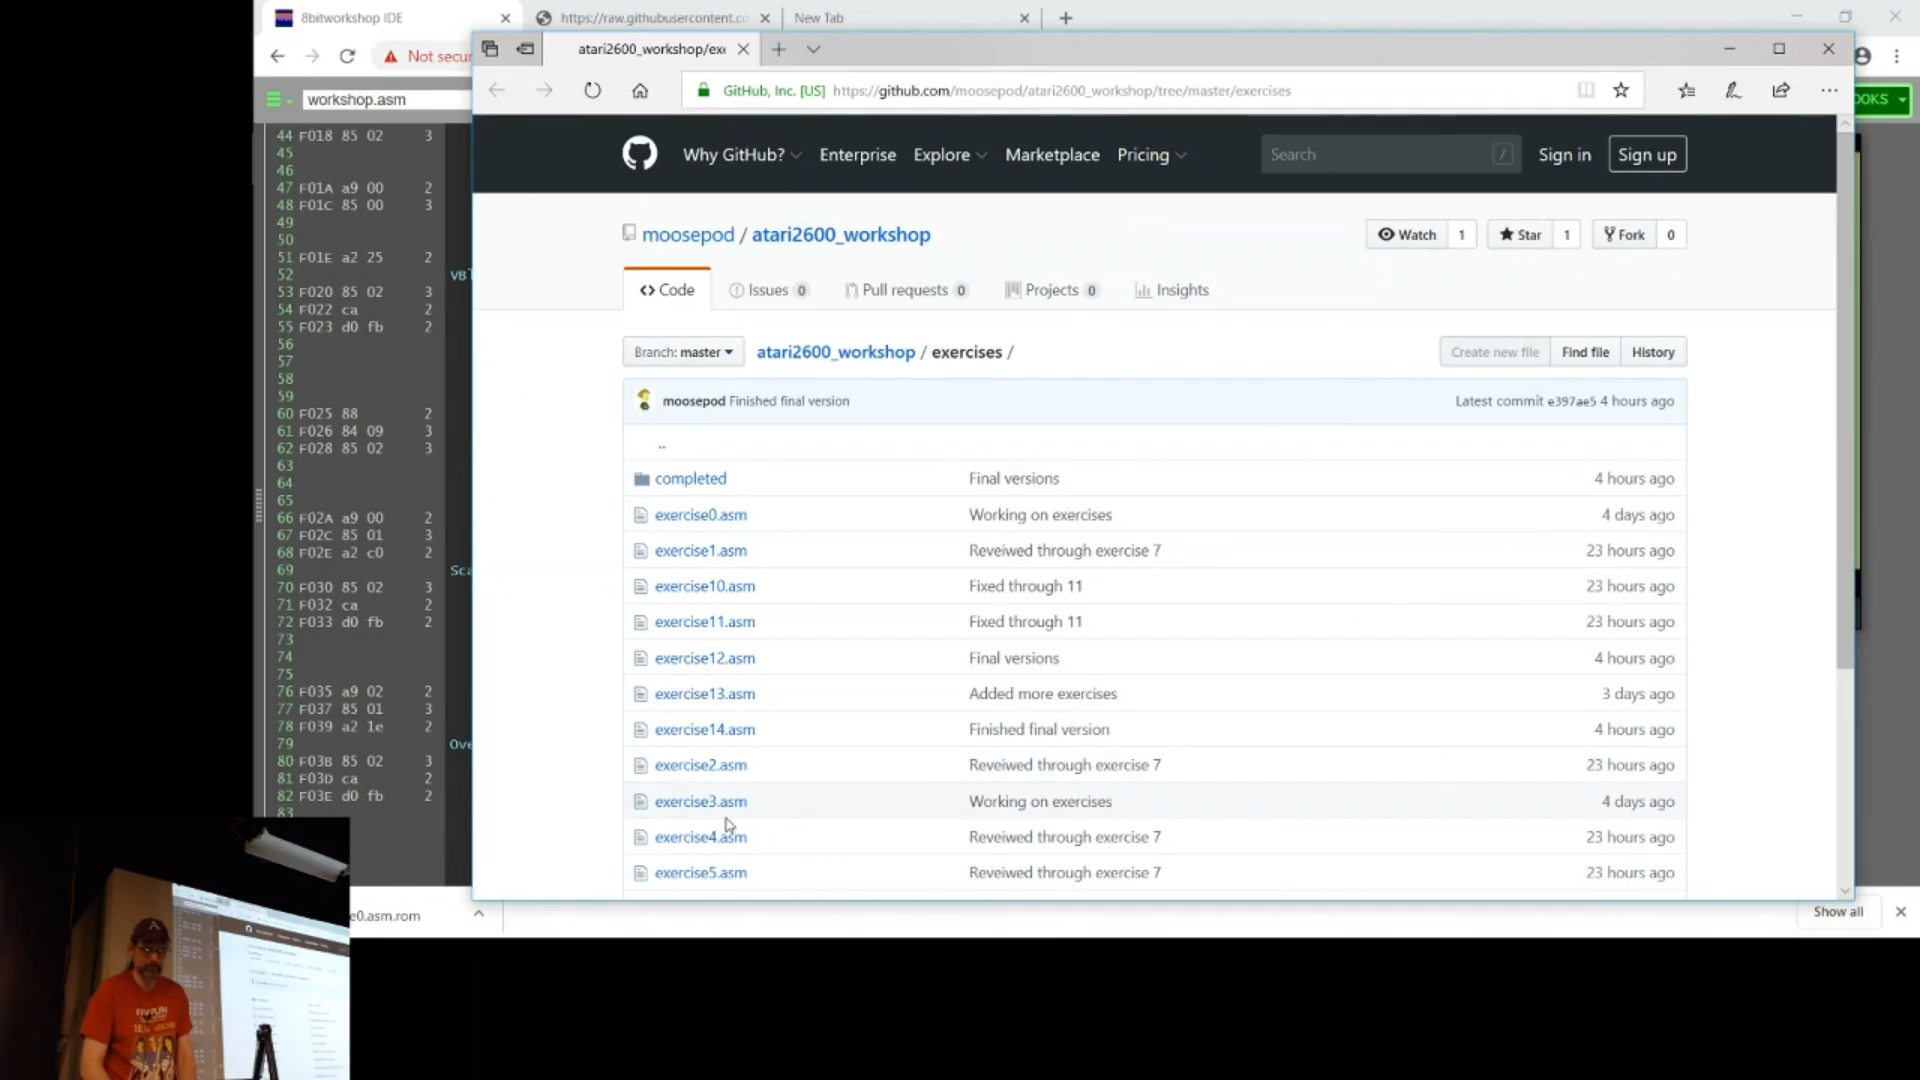 8bitworkshop IDE
https://raw.githubusercontent.co
New Tab
Not secur
atari2600_workshop/exe
GitHub, Inc. [US] https://github.com/moosepod/atari2600_workshop/tree/master/exercises
workshop.asm
OOKS
Why GitHub? Enterprise Explore Marketplace Pricing
Search /
Sign in
Sign up
moosepod / atari2600_workshop
Watch 1
Star 1
Fork 0
Code
Issues 0
Pull requests 0
Projects 0
Insights
Branch: master
atari2600_workshop / exercises /
Create new file Find file History
moosepod Finished final version Latest commit e397ae5 4 hours ago
..
completed Final versions 4 hours ago
exercise0.asm Working on exercises 4 days ago
exercise1.asm Reveiwed through exercise 7 23 hours ago
exercise10.asm Fixed through 11 23 hours ago
exercise11.asm Fixed through 11 23 hours ago
exercise12.asm Final versions 4 hours ago
exercise13.asm Added more exercises 3 days ago
exercise14.asm Finished final version 4 hours ago
exercise2.asm Reveiwed through exercise 7 23 hours ago
exercise3.asm Working on exercises 4 days ago
exercise4.asm Reveiwed through exercise 7 23 hours ago
exercise5.asm Reveiwed through exercise 7 23 hours ago
44 F018 85 02 3
45
46
47 F01A a9 00 2
48 F01C 85 00 3
49
50
51 F01E a2 25 2
52 VBl
53 F020 85 02 3
54 F022 ca 2
55 F023 d0 fb 2
56
57
58
59
60 F025 88 2
61 F026 84 09 3
62 F028 85 02 3
63
64
65
66 F02A a9 00 2
67 F02C 85 01 3
68 F02E a2 c0 2
69 Sca
70 F030 85 02 3
71 F032 ca 2
72 F033 d0 fb 2
73
74
75
76 F035 a9 02 2
77 F037 85 01 3
78 F039 a2 1e 2
79 Ove
80 F03B 85 02 3
81 F03D ca 2
82 F03E d0 fb 2
83
e0.asm.rom
Show all